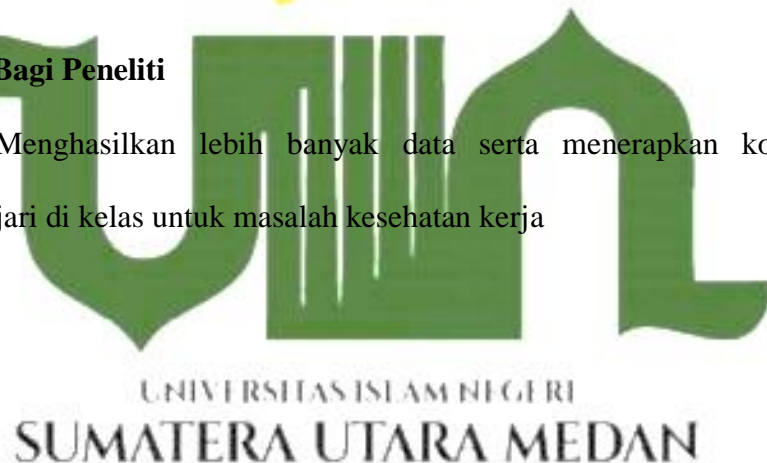 Bagi Peneliti
Menghasilkan lebih banyak data serta menerapkan
di kelas untuk masalah kesehatan kerja
UNIVERSITAS ISLAM NEGERI
SUMATERA UTARA MEDAN